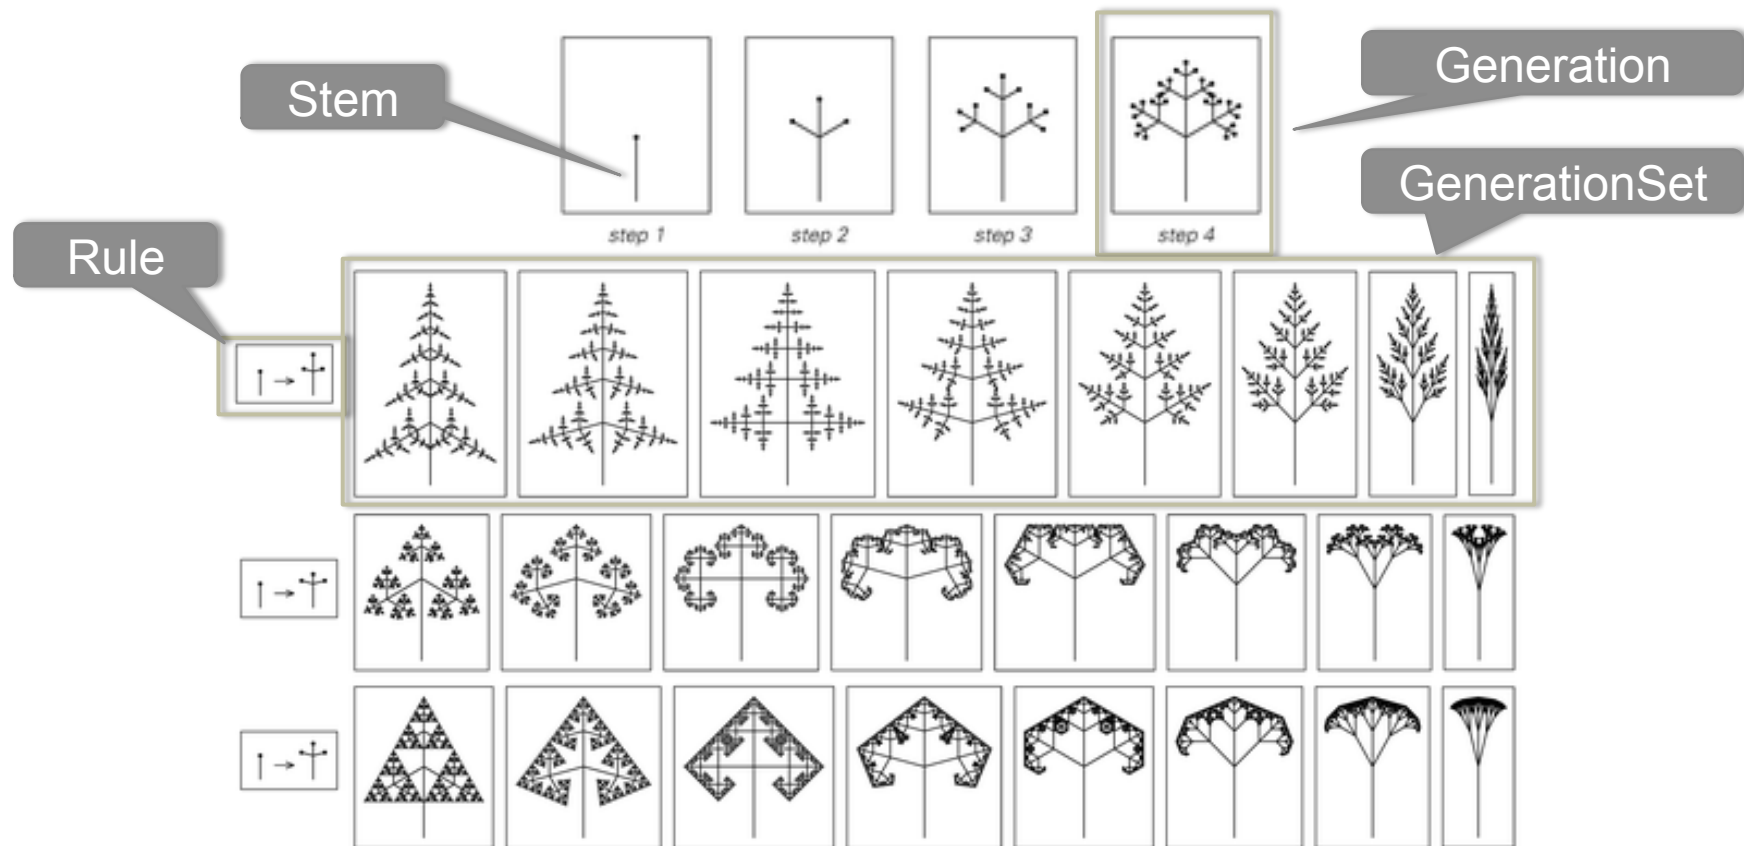 Stem
Generation
GenerationSet
Rule
step 1
step 2
step 3
step 4